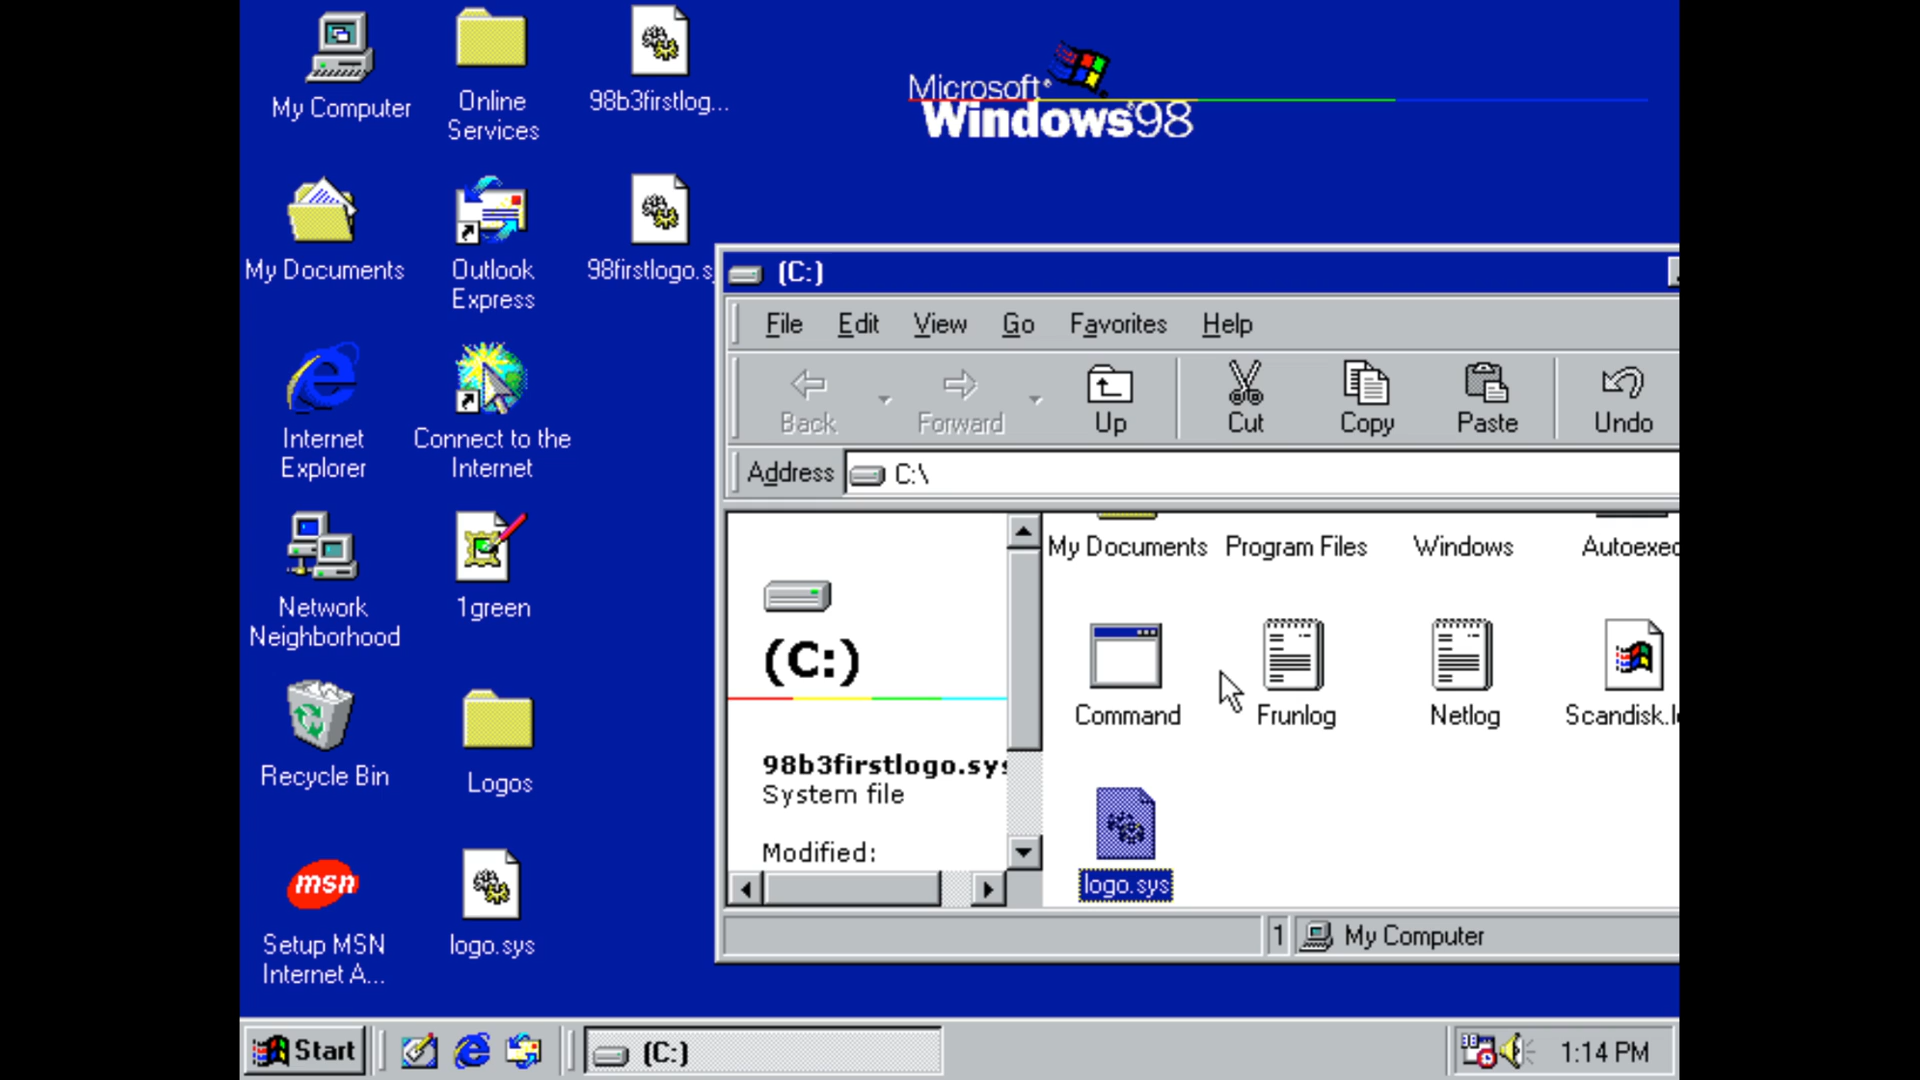 My Computer
Online
Services
98b3firstlog...
Microsoft
Windows 98
My Documents
Outlook
Express
98firstlogo.s
Internet
Explorer
Connect to the
Internet
Network
Neighborhood
1green
Recycle Bin
Logos
msn
Setup MSN
Internet A...
logo.sys
(C:)
File Edit View Go Favorites Help
Back Forward Up Cut Copy Paste Undo
Address C:\
(C:)
98b3firstlogo.sys
System file
Modified:
My Documents Program Files Windows Autoexec
Command Frunlog Netlog Scandisk.l
logo.sys
1 My Computer
Start (C:) 1:14 PM